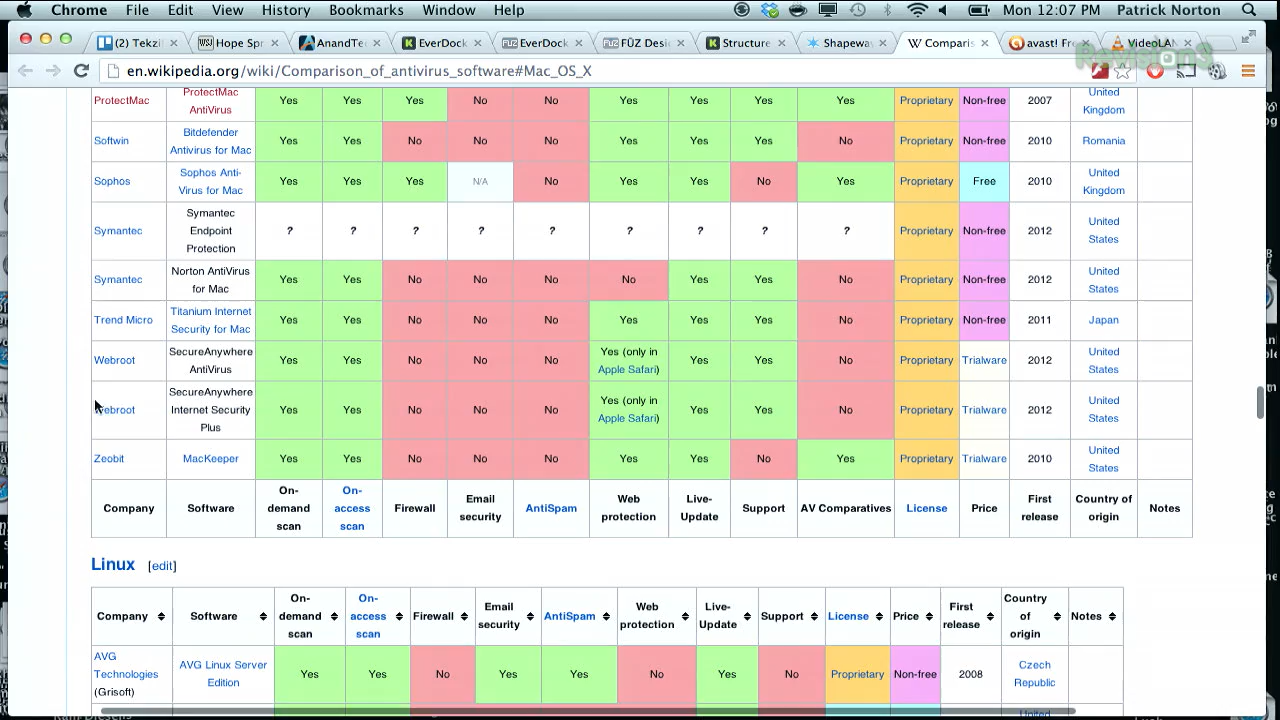 Chrome File Edit View History Bookmarks Window Help Mon 12:07 PM Patrick Norton
(2) Tekzi Hope Spr AnandTe EverDock EverDock FÜZ Desi Structure Shapeway W Comparis avast! Fre VideoLAN
Revision3
en.wikipedia.org/wiki/Comparison_of_antivirus_software#Mac_OS_X
ProtectMac ProtectMac AntiVirus Yes Yes Yes No No Yes Yes Yes Yes Proprietary Non-free 2007 United Kingdom
Softwin Bitdefender Antivirus for Mac Yes Yes No No No Yes Yes Yes No Proprietary Non-free 2010 Romania
Sophos Sophos Anti-Virus for Mac Yes Yes Yes N/A No Yes Yes No Yes Proprietary Free 2010 United Kingdom
Symantec Symantec Endpoint Protection ? ? ? ? ? ? ? ? ? Proprietary Non-free 2012 United States
Symantec Norton AntiVirus for Mac Yes Yes No No No No Yes Yes No Proprietary Non-free 2012 United States
Trend Micro Titanium Internet Security for Mac Yes Yes No No No Yes Yes Yes No Proprietary Non-free 2011 Japan
Webroot SecureAnywhere AntiVirus Yes Yes No No No Yes (only in Apple Safari) Yes Yes No Proprietary Trialware 2012 United States
Webroot SecureAnywhere Internet Security Plus Yes Yes No No No Yes (only in Apple Safari) Yes Yes No Proprietary Trialware 2012 United States
Zeobit MacKeeper Yes Yes No No No Yes Yes No Yes Proprietary Trialware 2010 United States
Company Software On-demand scan On-access scan Firewall Email security AntiSpam Web protection Live-Update Support AV Comparatives License Price First release Country of origin Notes
Linux [edit]
Company Software On-demand scan On-access scan Firewall Email security AntiSpam Web protection Live-Update Support License Price First release Country of origin Notes
AVG Technologies (Grisoft) AVG Linux Server Edition Yes Yes No Yes Yes No Yes No Proprietary Non-free 2008 Czech Republic